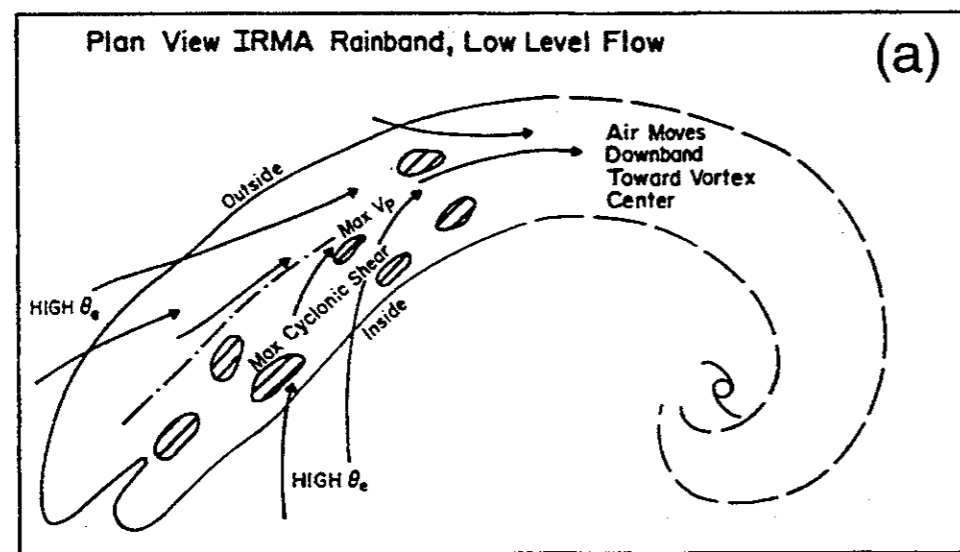 Plan View IRMA Rainband, Low Level Flow
(a)
Air Moves
Downband
Toward Vortex
Center
Outside
Max Vp
HIGH θe
Max Cyclonic Shear
Inside
HIGH θe